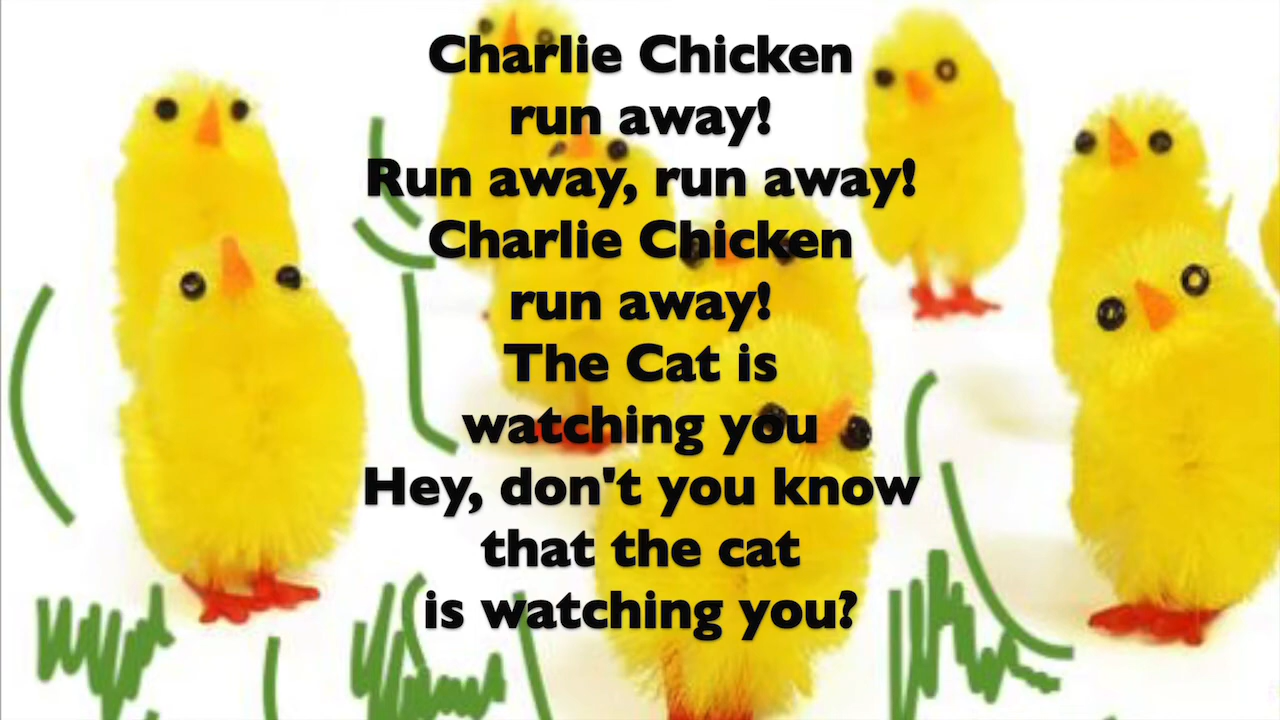 Charlie Chicken
run away!
Run away, run away!
Charlie Chicken
run away!
The Cat is
watching you
Hey, don't you know
that the cat
is watching you?